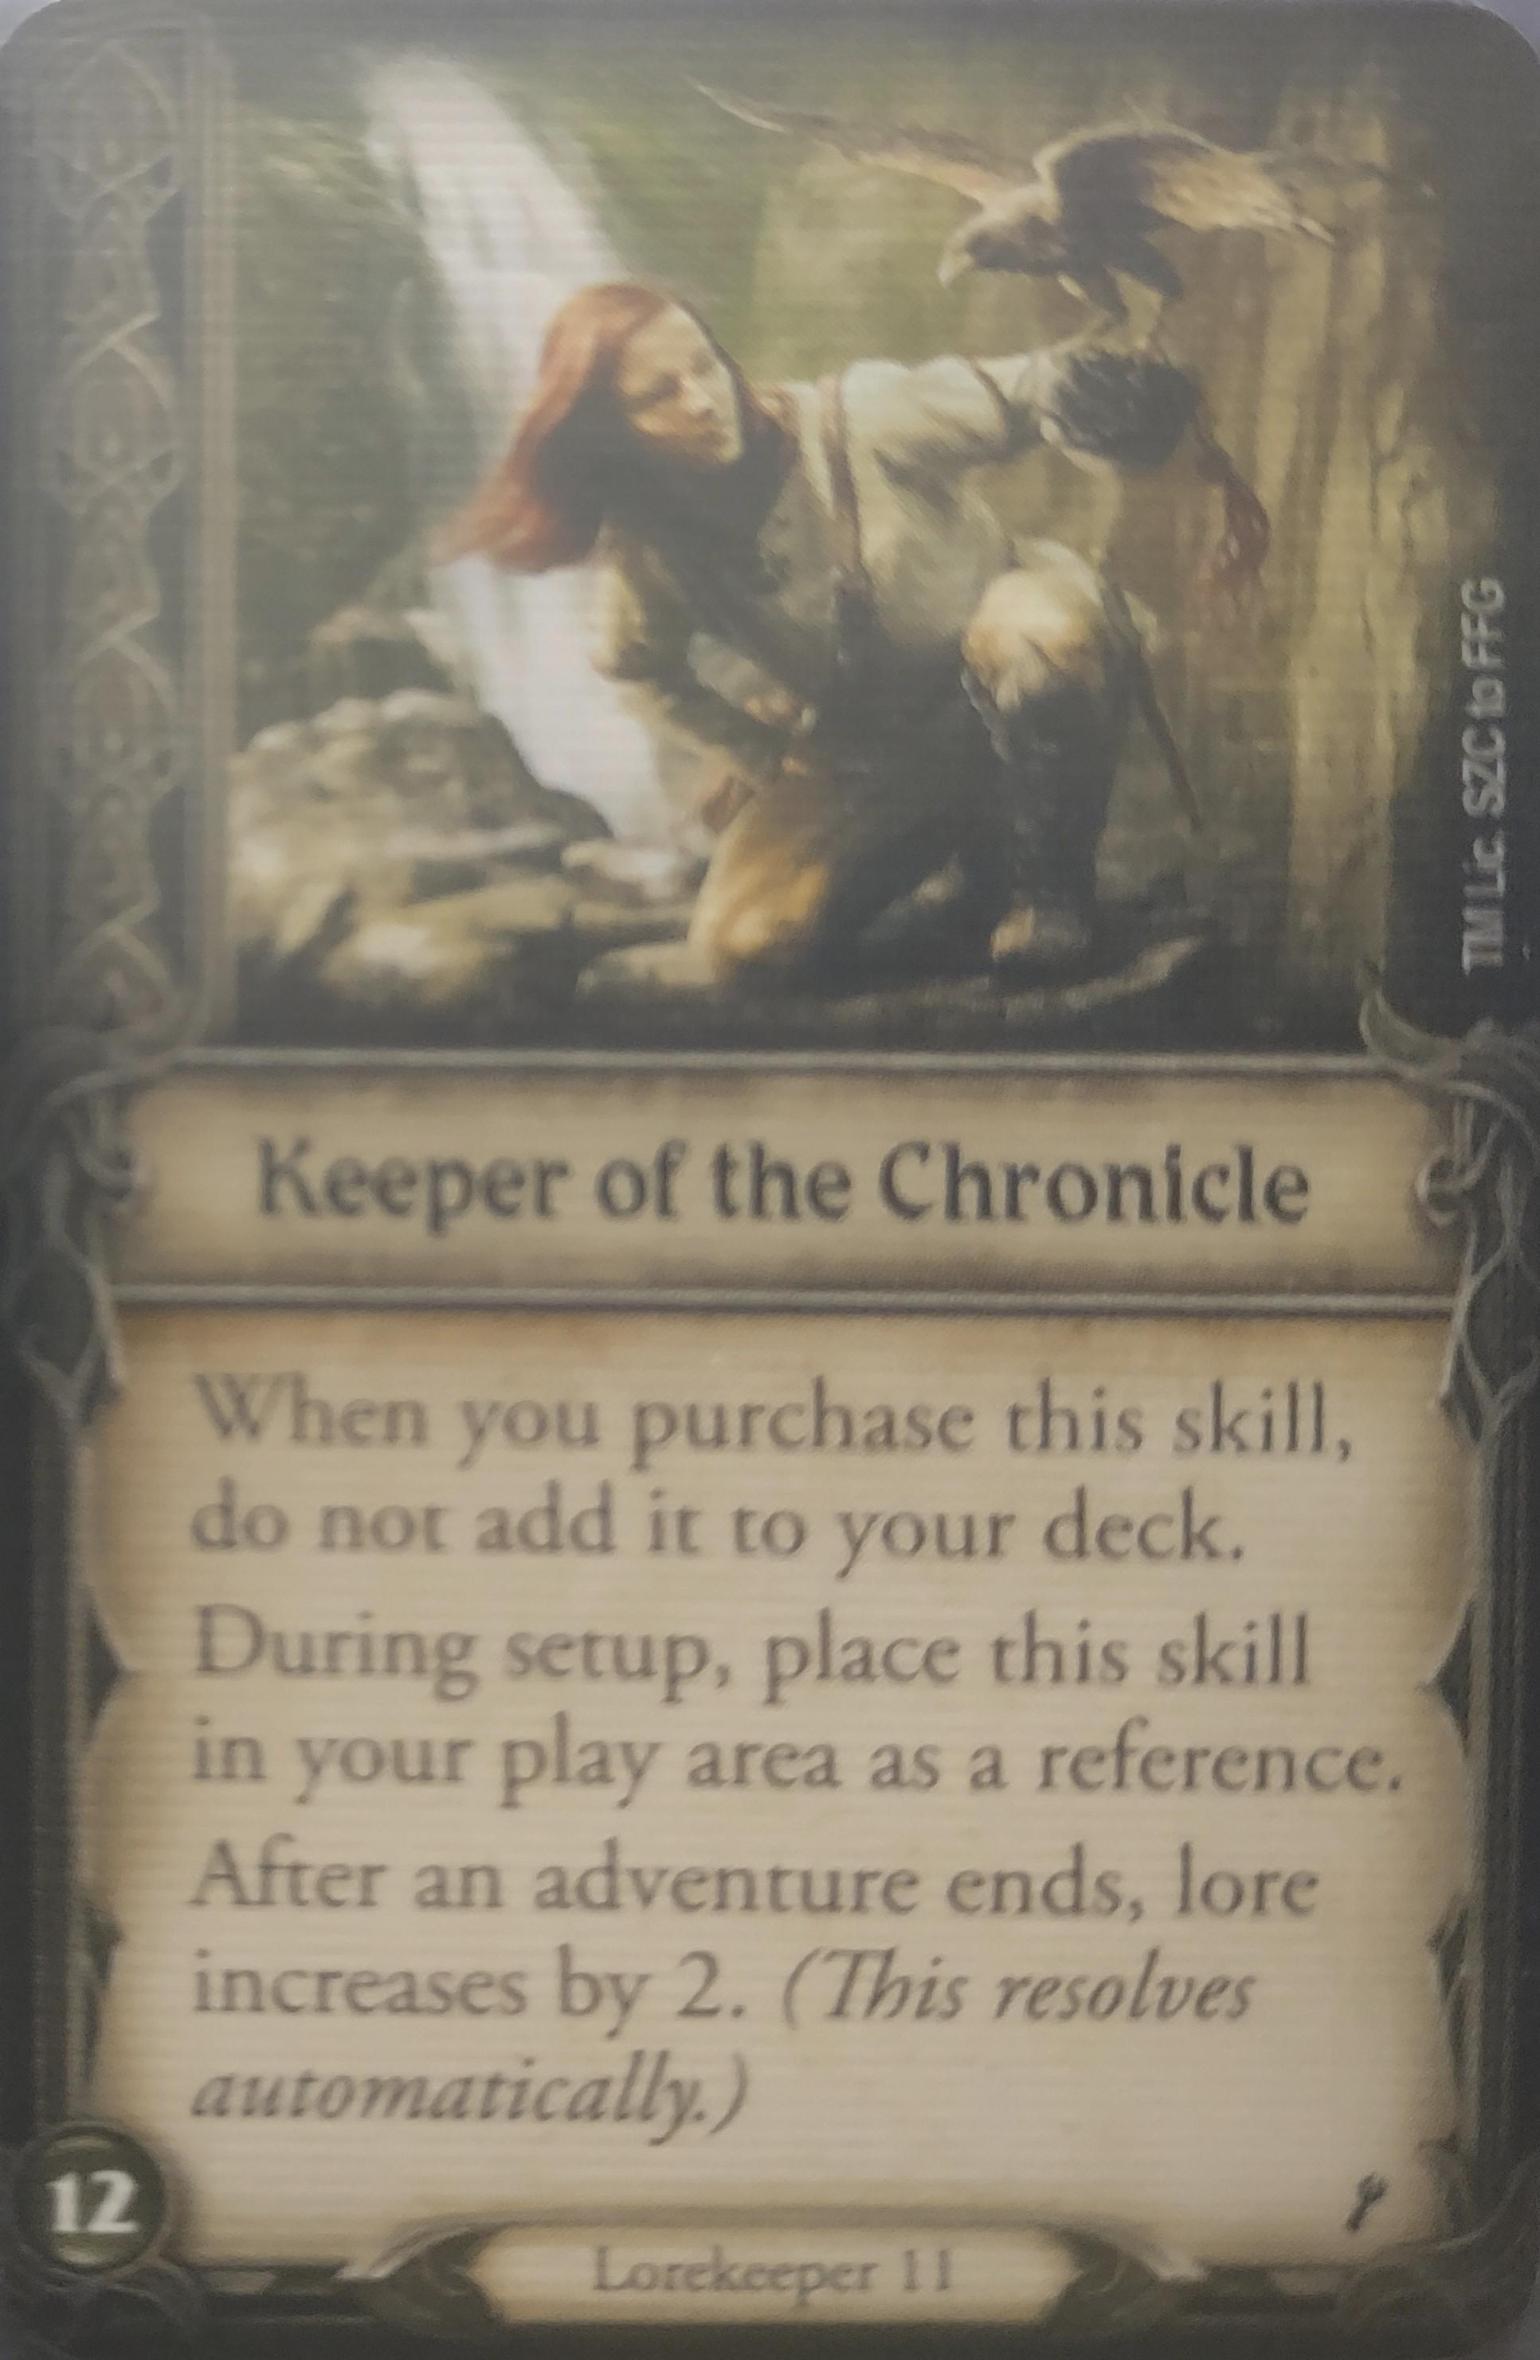 TM Lic. SZC to FFG
Keeper of the Chronicle
When you purchase this skill,
do not add it to your deck.
During setup, place this skill
in your play area as a reference.
After an adventure ends, lore
increases by 2. (This resolves
automatically.)
12
Lorekeeper 11